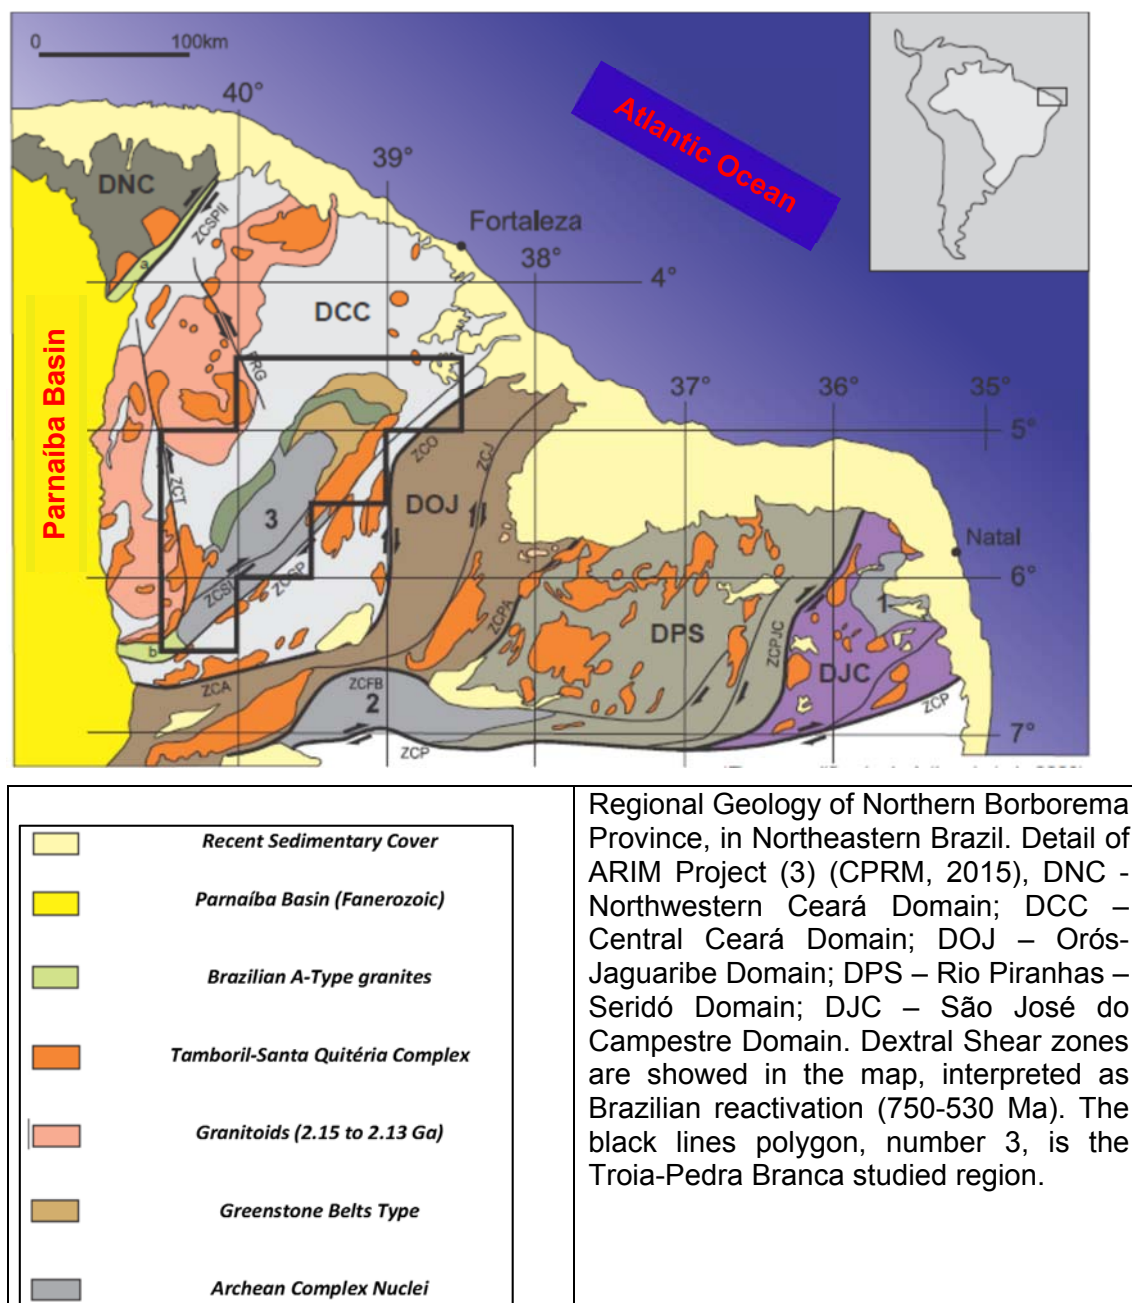 0 100km
40°
39°
Atlantic Ocean
DNC
ZCSPII
Fortaleza
38°
a
4°
DCC
Parnaíba Basin
FRG
37°
36°
35°
5°
ZCO
ZCJ
ZCT
DOJ
3
Natal
ZCSI
ZCGP
6°
ZCPA
1
DPS
ZCPJC
b
DJC
ZCA
ZCFB
2
ZCP
7°
ZCP
Recent Sedimentary Cover
Parnaíba Basin (Fanerozoic)
Brazilian A-Type granites
Tamboril-Santa Quitéria Complex
Granitoids (2.15 to 2.13 Ga)
Greenstone Belts Type
Archean Complex Nuclei
Regional Geology of Northern Borborema
Province, in Northeastern Brazil. Detail of
ARIM Project (3) (CPRM, 2015), DNC -
Northwestern Ceará Domain; DCC –
Central Ceará Domain; DOJ – Orós-
Jaguaribe Domain; DPS – Rio Piranhas –
Seridó Domain; DJC – São José do
Campestre Domain. Dextral Shear zones
are showed in the map, interpreted as
Brazilian reactivation (750-530 Ma). The
black lines polygon, number 3, is the
Troia-Pedra Branca studied region.